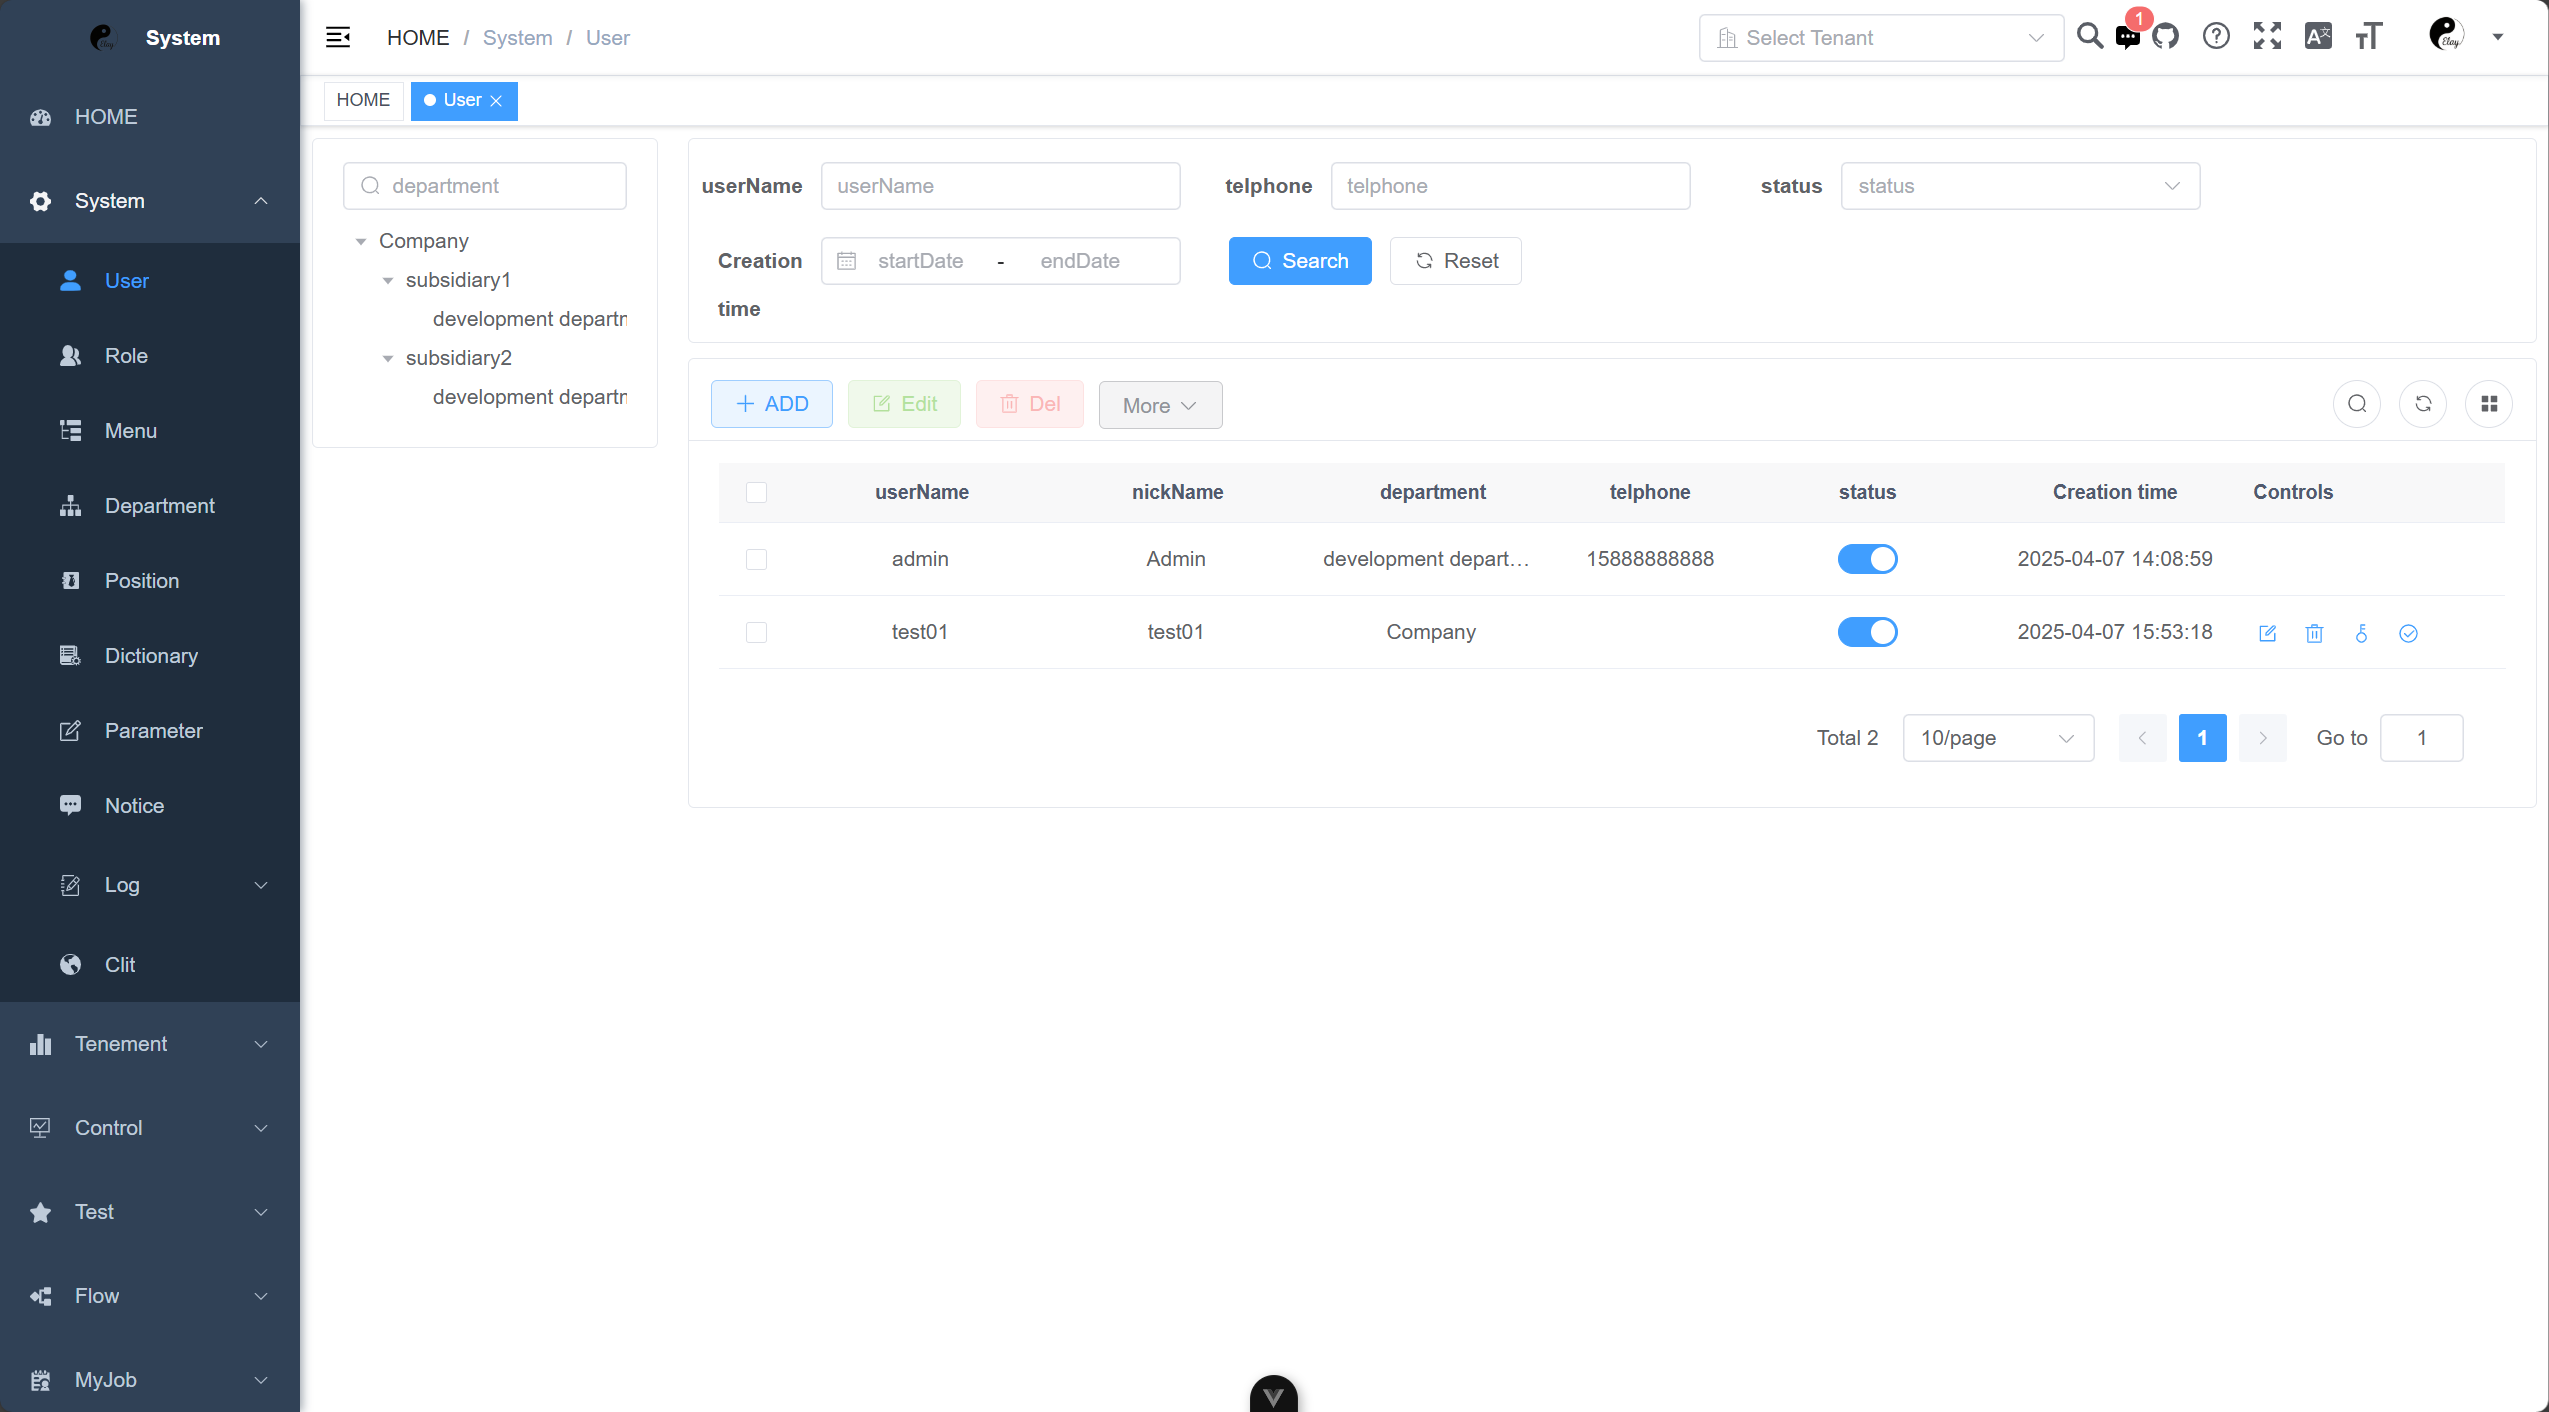 System
HOME
System
User
Role
Menu
Department
Position
Dictionary
Parameter
Notice
Log
Clit
Tenement
Control
Test
Flow
MyJob
HOME / System / User
Select Tenant
1
HOME
User
department
Company
subsidiary1
development departm
subsidiary2
development departm
userName userName telphone telphone status status
Creation time startDate - endDate Search Reset
ADD Edit Del More
userName nickName department telphone status Creation time Controls
admin Admin development depart… 15888888888 2025-04-07 14:08:59
test01 test01 Company 2025-04-07 15:53:18
Total 2 10/page 1 Go to 1